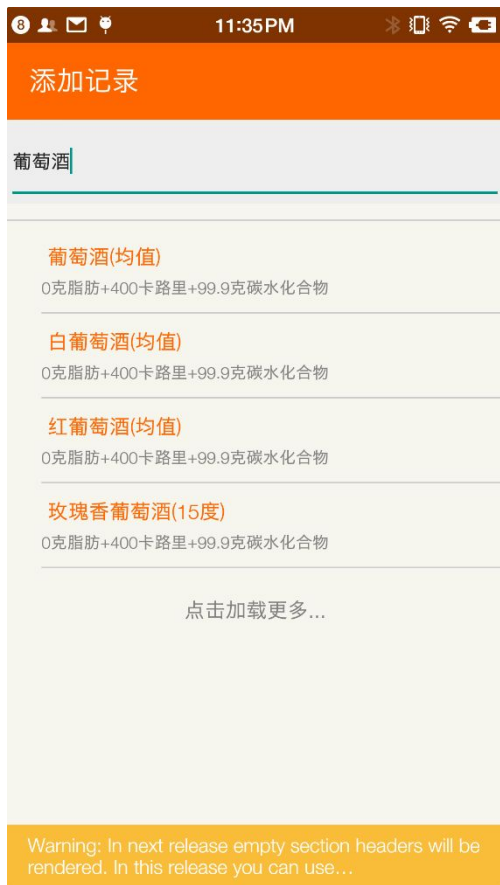 8 11:35 PM
添加记录
葡萄酒
葡萄酒(均值)
0克脂肪+400卡路里+99.9克碳水化合物
白葡萄酒(均值)
0克脂肪+400卡路里+99.9克碳水化合物
红葡萄酒(均值)
0克脂肪+400卡路里+99.9克碳水化合物
玫瑰香葡萄酒(15度)
0克脂肪+400卡路里+99.9克碳水化合物
点击加载更多...
Warning: In next release empty section headers will be
rendered. In this release you can use…